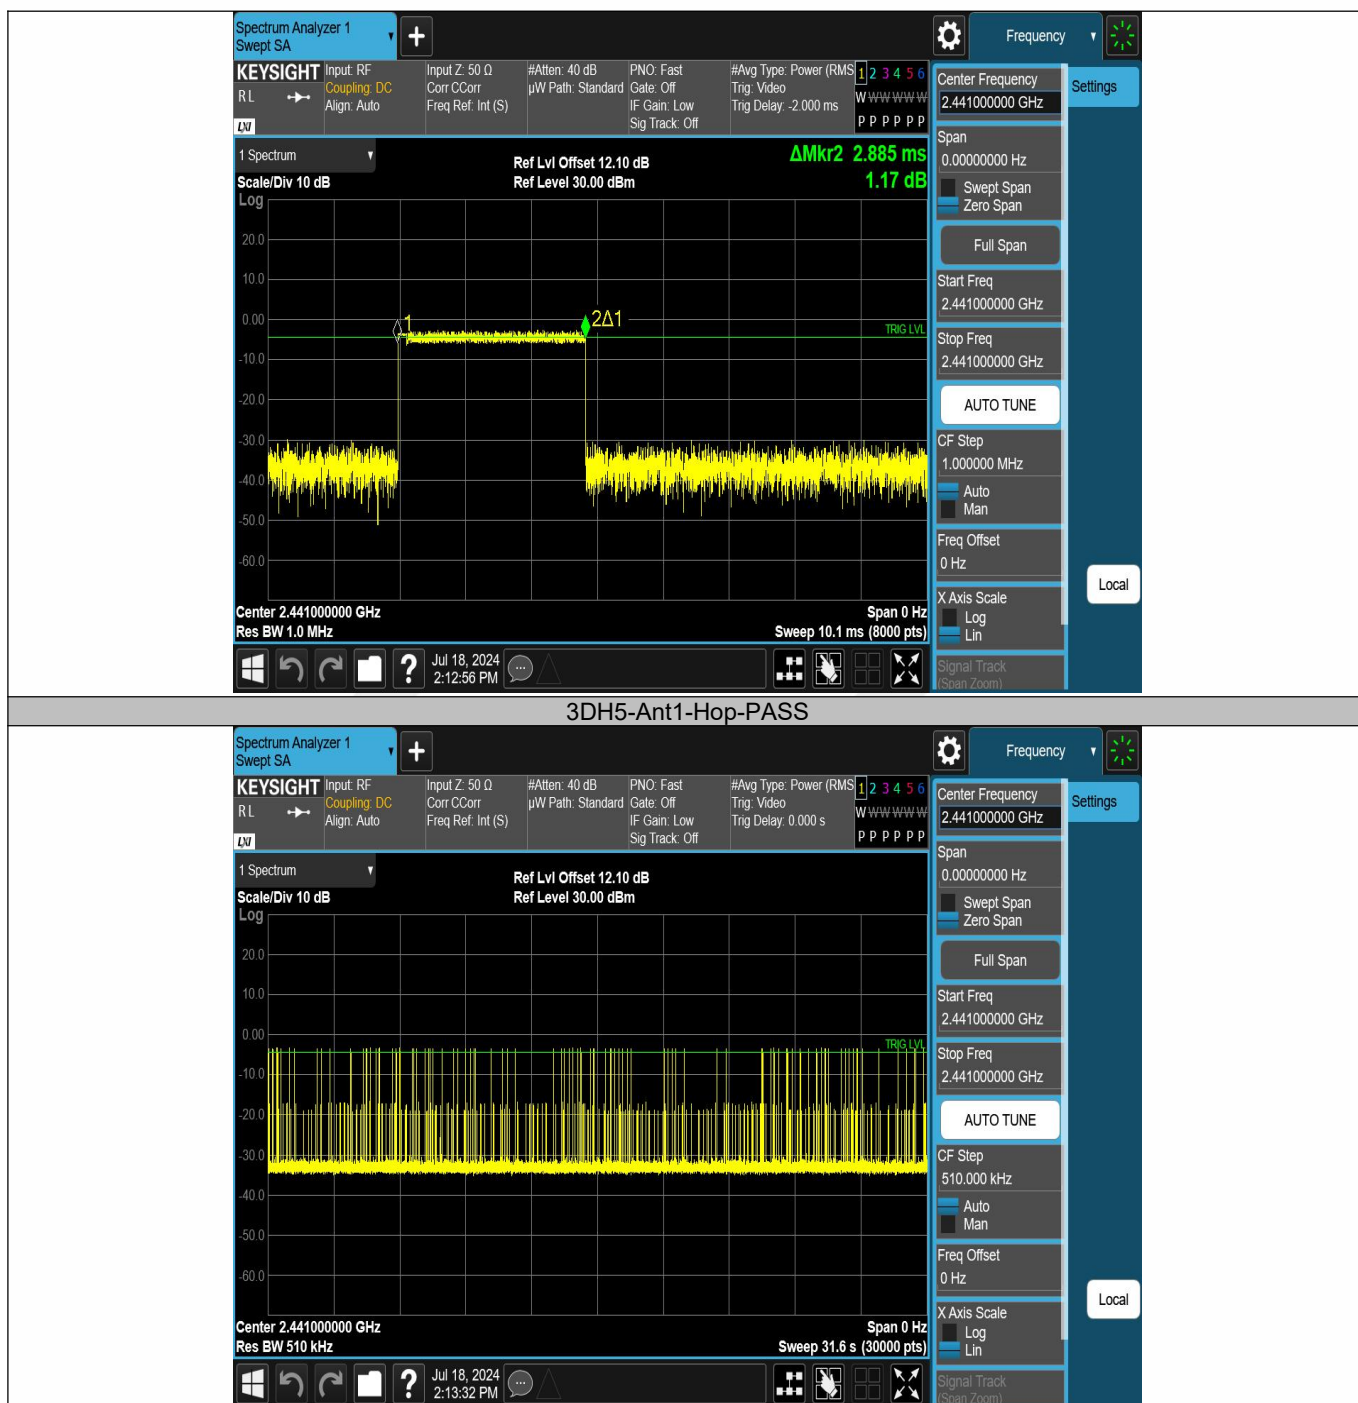 Spectrum Analyzer 1
Swept SA
Frequency
KEYSIGHT
R L
LXI
Input: RF
Coupling: DC
Align: Auto
Input Z: 50 Ω
Corr CCorr
Freq Ref: Int (S)
#Atten: 40 dB
µW Path: Standard
PNO: Fast
Gate: Off
IF Gain: Low
Sig Track: Off
#Avg Type: Power (RMS
Trig: Video
Trig Delay: -2.000 ms
1 2 3 4 5 6
W W W W W W
P P P P P P
Center Frequency
2.441000000 GHz
Settings
1 Spectrum
Scale/Div 10 dB
Log
Ref Lvl Offset 12.10 dB
Ref Level 30.00 dBm
ΔMkr2 2.885 ms
1.17 dB
Span
0.00000000 Hz
Swept Span
Zero Span
Full Span
Start Freq
2.441000000 GHz
Stop Freq
2.441000000 GHz
AUTO TUNE
CF Step
1.000000 MHz
Auto
Man
Freq Offset
0 Hz
X Axis Scale
Log
Lin
Signal Track
(Span Zoom)
Local
20.0
10.0
0.00
-10.0
-20.0
-30.0
-40.0
-50.0
-60.0
1
2Δ1
TRIG LVL
Center 2.441000000 GHz
Res BW 1.0 MHz
Span 0 Hz
Sweep 10.1 ms (8000 pts)
Jul 18, 2024
2:12:56 PM
3DH5-Ant1-Hop-PASS
Spectrum Analyzer 1
Swept SA
Frequency
KEYSIGHT
R L
LXI
Input: RF
Coupling: DC
Align: Auto
Input Z: 50 Ω
Corr CCorr
Freq Ref: Int (S)
#Atten: 40 dB
µW Path: Standard
PNO: Fast
Gate: Off
IF Gain: Low
Sig Track: Off
#Avg Type: Power (RMS
Trig: Video
Trig Delay: 0.000 s
1 2 3 4 5 6
W W W W W W
P P P P P P
Center Frequency
2.441000000 GHz
Settings
1 Spectrum
Scale/Div 10 dB
Log
Ref Lvl Offset 12.10 dB
Ref Level 30.00 dBm
Span
0.00000000 Hz
Swept Span
Zero Span
Full Span
Start Freq
2.441000000 GHz
Stop Freq
2.441000000 GHz
AUTO TUNE
CF Step
510.000 kHz
Auto
Man
Freq Offset
0 Hz
X Axis Scale
Log
Lin
Signal Track
(Span Zoom)
Local
20.0
10.0
0.00
-10.0
-20.0
-30.0
-40.0
-50.0
-60.0
TRIG LVL
Center 2.441000000 GHz
Res BW 510 kHz
Span 0 Hz
Sweep 31.6 s (30000 pts)
Jul 18, 2024
2:13:32 PM